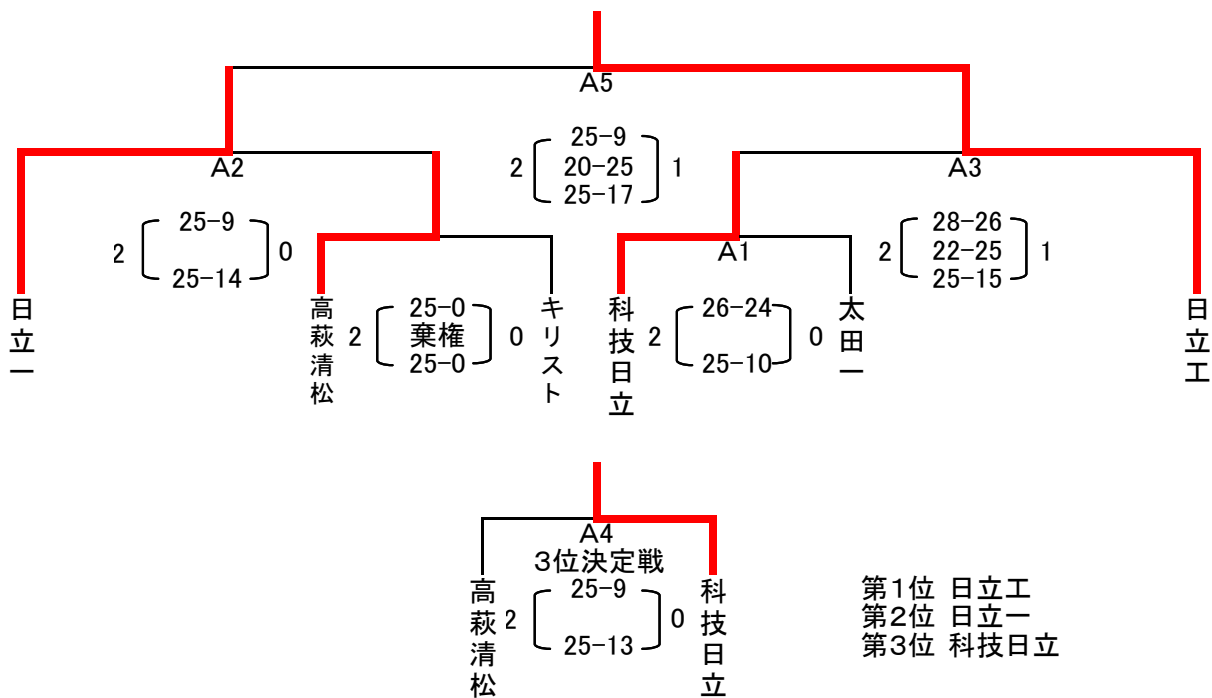 A5
25-9
2 20-25 1
25-17
A2
25-9
2 0
25-14
A3
28-26
2 22-25 1
25-15
A1
日立一
高萩清松
25-0
2 棄権 0
25-0
キリスト
科技日立
26-24
2 0
25-10
太田一
日立工
A4
3位決定戦
高萩清松
25-9
2 0
25-13
科技日立
第1位 日立工
第2位 日立一
第3位 科技日立